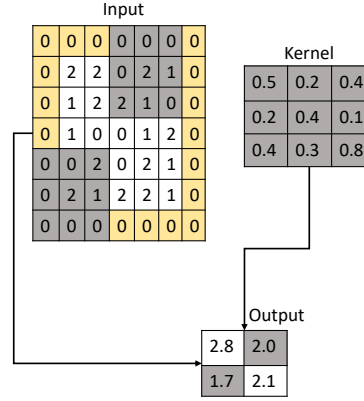 Input
0 0 0 0 0 0 0
0 2 2 0 2 1 0
0 1 2 2 1 0 0
0 1 0 0 1 2 0
0 0 2 0 2 1 0
0 2 1 2 2 1 0
0 0 0 0 0 0 0
Kernel
0.5 0.2 0.4
0.2 0.4 0.1
0.4 0.3 0.8
Output
2.8 2.0
1.7 2.1